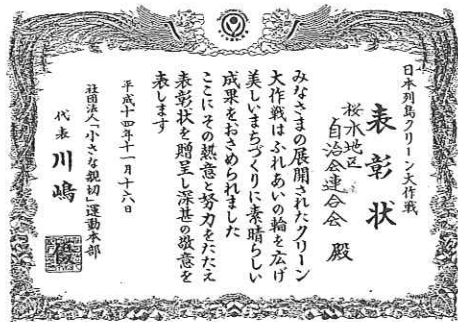 日本列島クリーン大作戦
表彰状
桜水地区
自治会連合会 殿
みなさまの展開されたクリーン
大作戦はふれあいの輪を広げ
美しいまちづくりに素晴らしい
成果をおさめられました
ここにその熱意と努力をたたえ
表彰状を贈呈し深甚の敬意を
表します
平成十四年十一月十六日
社団法人「小さな親切」運動本部
代表 川嶋